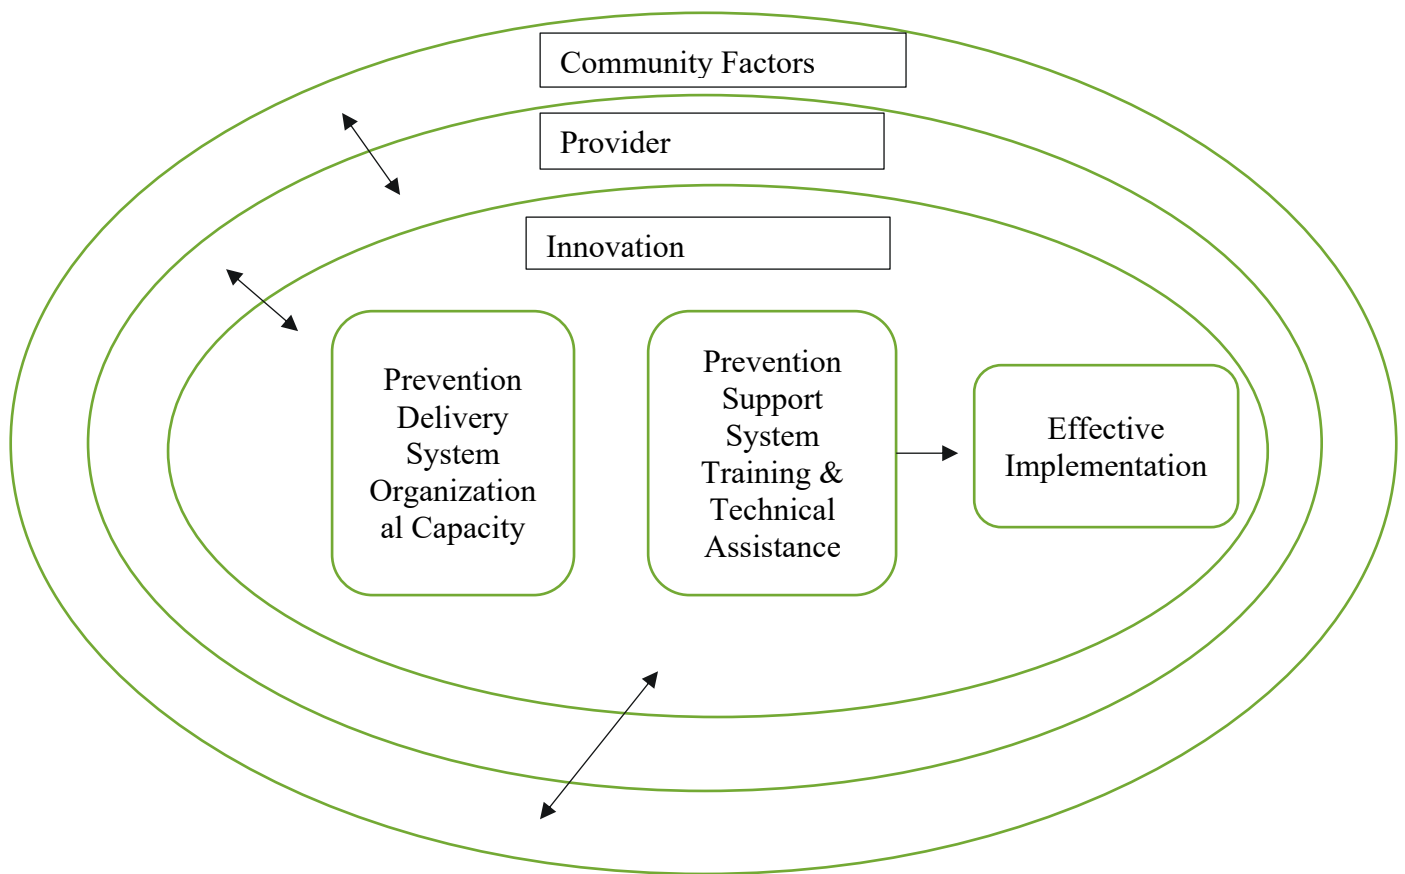 Community Factors
Provider
Innovation
Prevention
Delivery
System
Organization
al Capacity
Prevention
Support
System
Training &
Technical
Assistance
Effective
Implementation